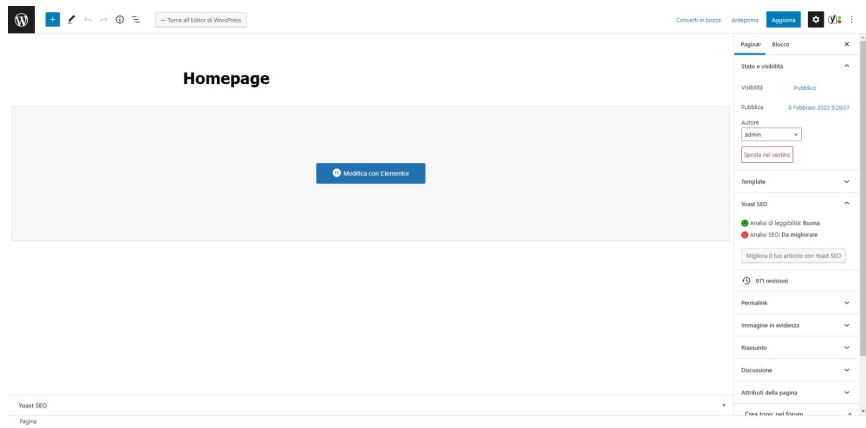 ← Torna all'Editor di WordPress
Converti in bozza
Anteprima
Aggiorna
Homepage
Modifica con Elementor
Pagina
Blocco
Stato e visibilità
Visibilità
Pubblico
Pubblica
8 Febbraio 2022 9:26:07
Autore
admin
Sposta nel cestino
Template
Yoast SEO
Analisi di leggibilità: Buona
Analisi SEO: Da migliorare
Migliora il tuo articolo con Yoast SEO
971 revisioni
Permalink
Immagine in evidenza
Riassunto
Discussione
Attributi della pagina
Crea topic nel forum
Yoast SEO
Pagina